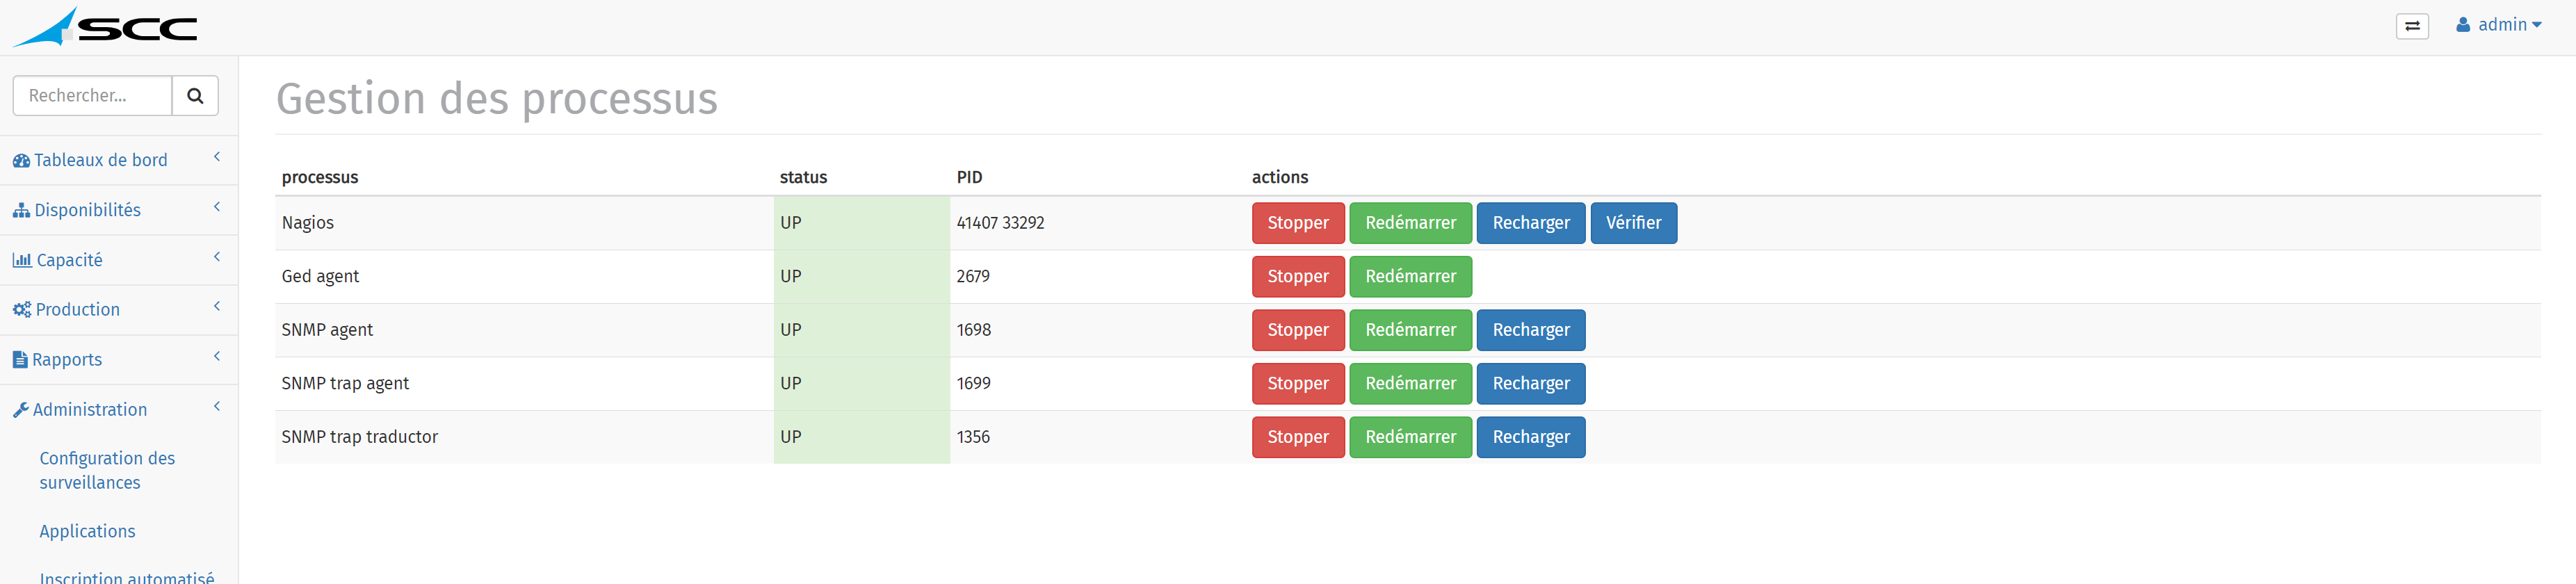 SCC
admin
Rechercher...
Tableaux de bord
Disponibilités
Capacité
Production
Rapports
Administration
Configuration des
surveillances
Applications
Inscription automatisé
Gestion des processus
processus status PID actions
Nagios UP 41407 33292 Stopper Redémarrer Recharger Vérifier
Ged agent UP 2679 Stopper Redémarrer
SNMP agent UP 1698 Stopper Redémarrer Recharger
SNMP trap agent UP 1699 Stopper Redémarrer Recharger
SNMP trap traductor UP 1356 Stopper Redémarrer Recharger